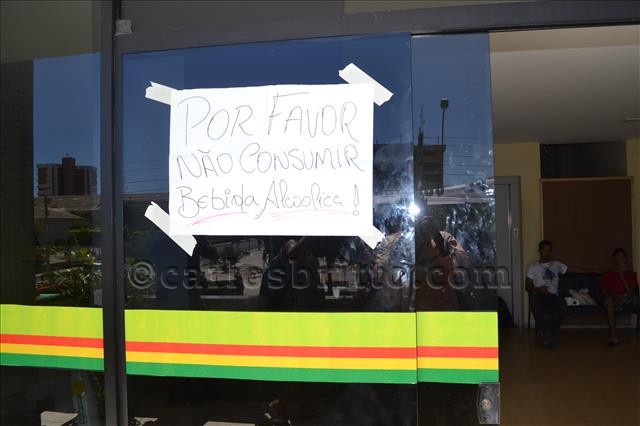 POR FAVOR
NÃO CONSUMIR
Bebida Alcoolica!
©carlosbritto.com